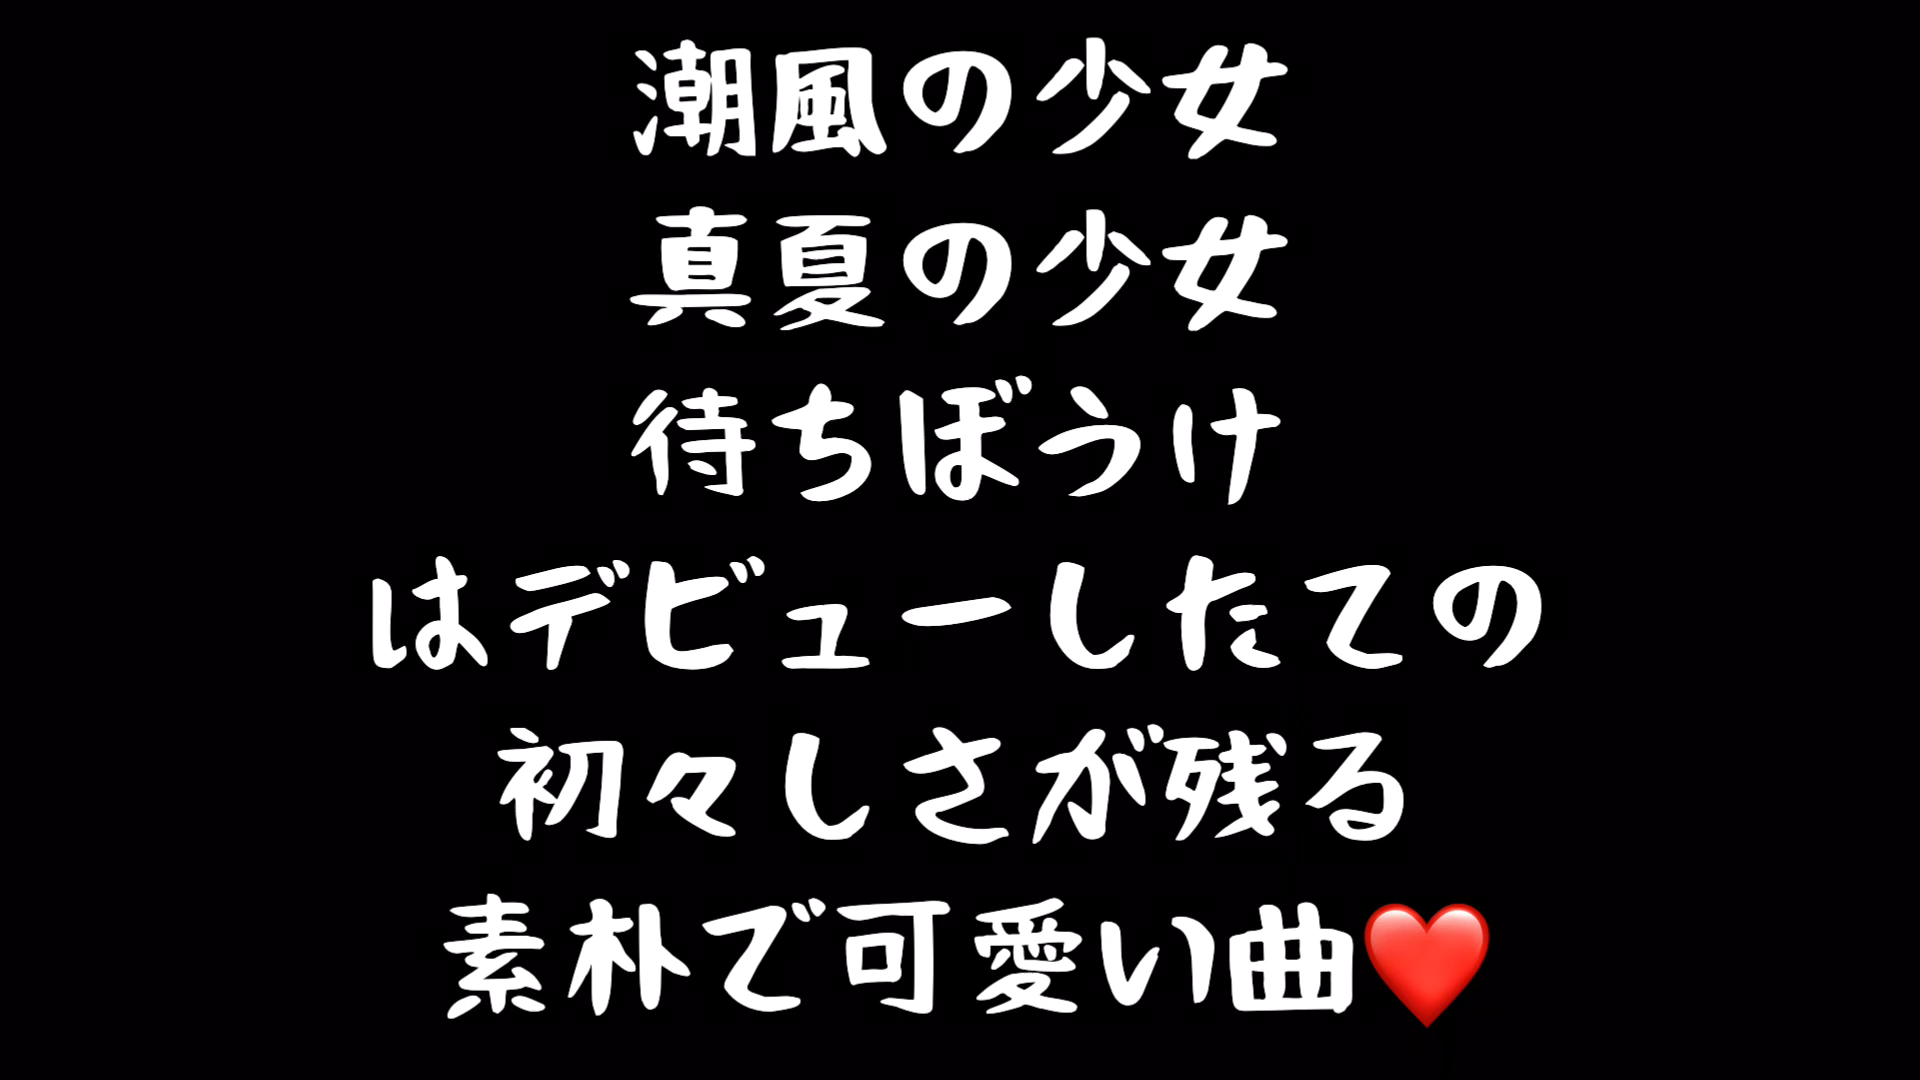 潮風の少女
真夏の少女
待ちぼうけ
はデビューしたての
初々しさが残る
素朴で可愛い曲❤️